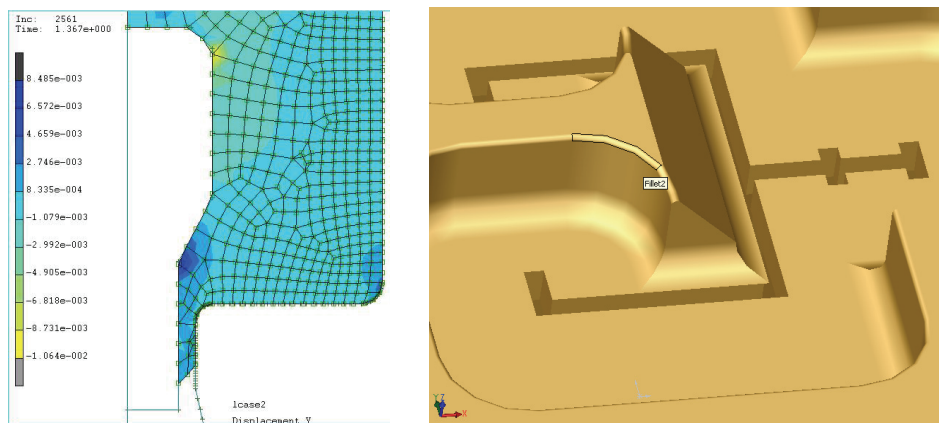 Inc: 2561
Time: 1.367e+000
8.485e-003
6.572e-003
4.659e-003
2.746e-003
8.335e-004
-1.079e-003
-2.992e-003
-4.905e-003
-6.818e-003
-8.731e-003
-1.064e-002
lcase2
Displacement Y
Fillet2
Y
Z
X